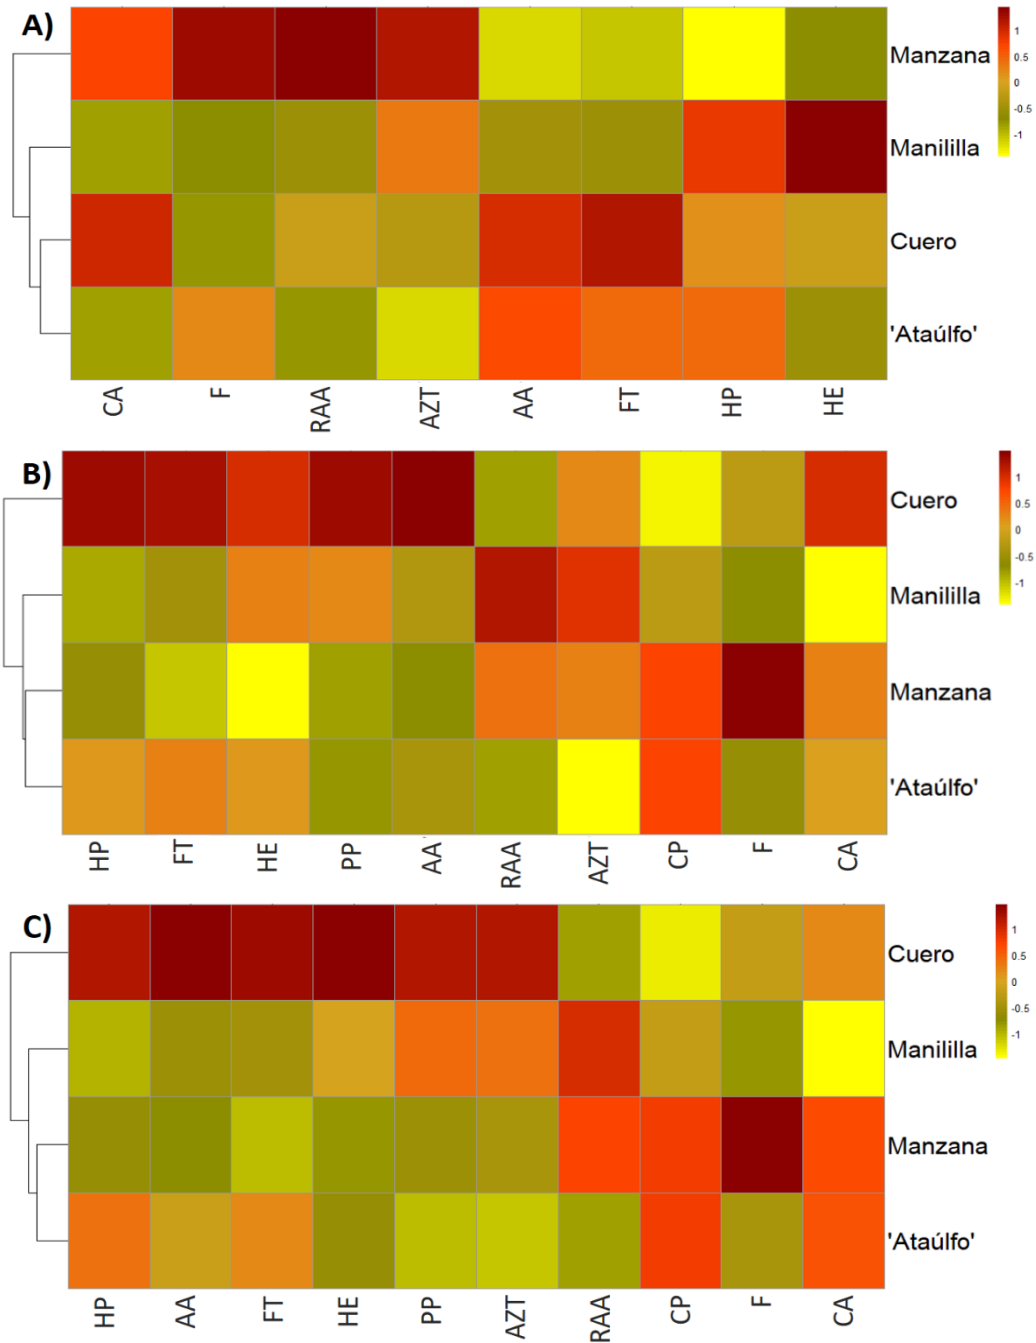 A)
1
0.5
0
-0.5
-1
Manzana
Manililla
Cuero
'Ataúlfo'
CA F RAA AZT AA FT HP HE
B)
1
0.5
0
-0.5
-1
Cuero
Manililla
Manzana
'Ataúlfo'
HP FT HE PP AA RAA AZT CP F CA
C)
1
0.5
0
-0.5
-1
Cuero
Manililla
Manzana
'Ataúlfo'
HP AA FT HE PP AZT RAA CP F CA